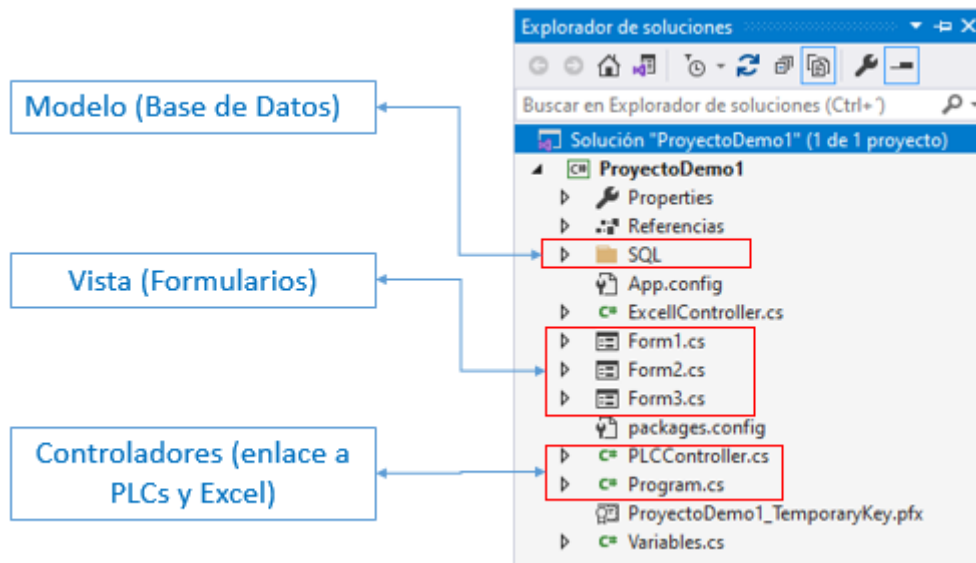 Modelo (Base de Datos)
Vista (Formularios)
Controladores (enlace a
PLCs y Excel)
Explorador de soluciones
Buscar en Explorador de soluciones (Ctrl+´)
Solución "ProyectoDemo1" (1 de 1 proyecto)
C# ProyectoDemo1
Properties
Referencias
SQL
App.config
C# ExcellController.cs
Form1.cs
Form2.cs
Form3.cs
packages.config
C# PLCController.cs
C# Program.cs
ProyectoDemo1_TemporaryKey.pfx
C# Variables.cs